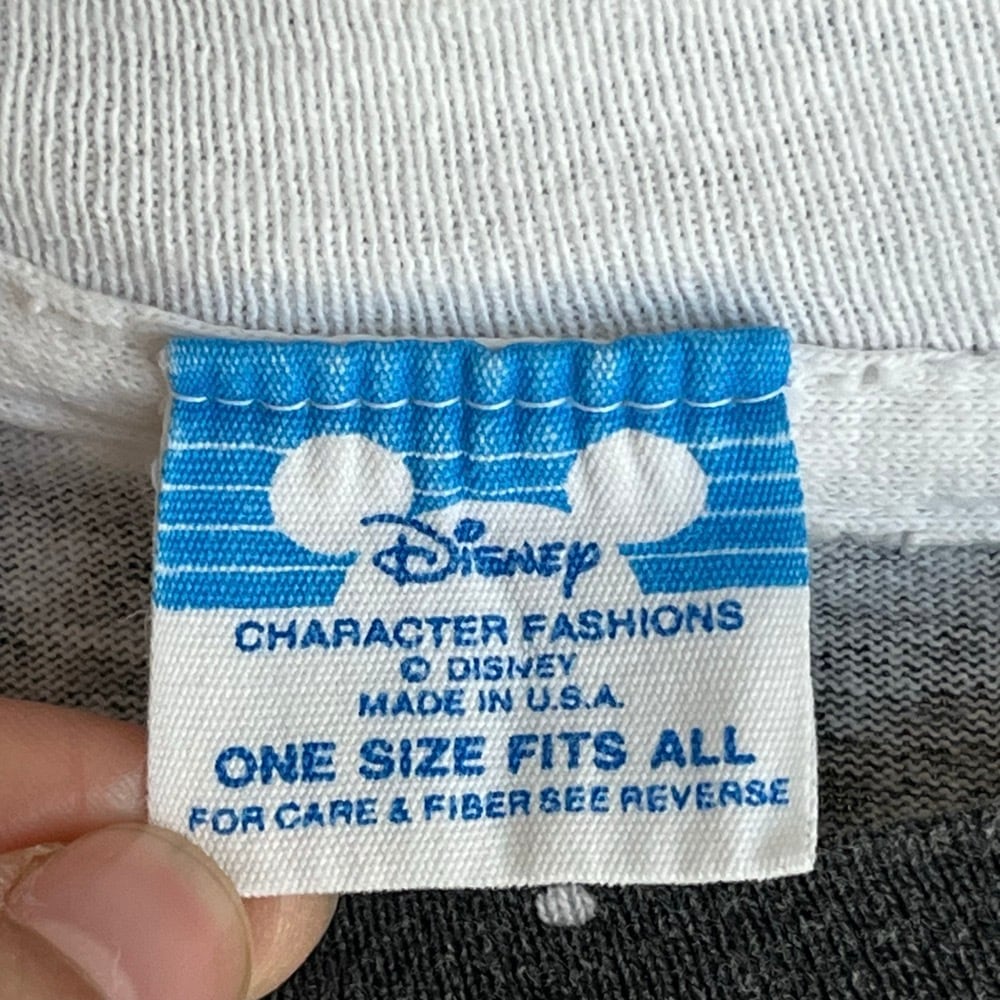 Disney
CHARACTER FASHIONS
© DISNEY
MADE IN U.S.A.
ONE SIZE FITS ALL
FOR CARE & FIBER SEE REVERSE